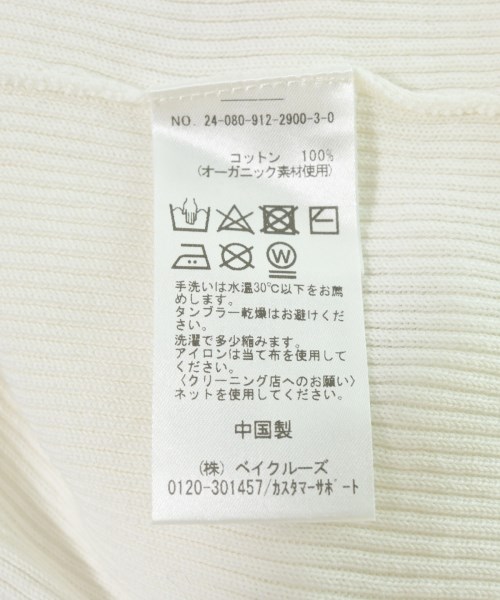 NO. 24-080-912-2900-3-0
コットン 100%
(オーガニック素材使用)
W
手洗いは水温30℃以下をお薦
めします。
タンブラー乾燥はお避けくだ
さい。
洗濯で多少縮みます。
アイロンは当て布を使用して
ください。
〈クリーニング店へのお願い〉
ネットを使用してください。
中国製
(株) ベイクルーズ
0120-301457/カスタマーサポート